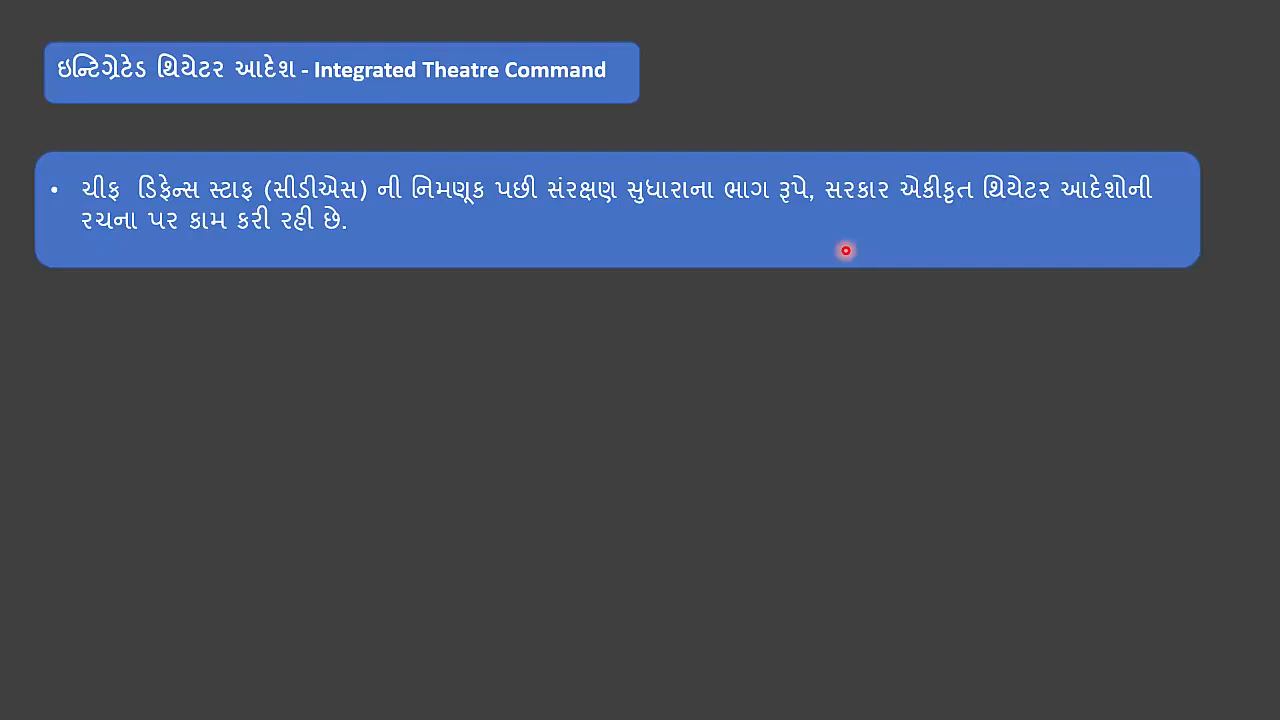 ઇન્ટિગ્રેટેડ થિયેટર આદેશ - Integrated Theatre Command
• ચીફ ડિફેન્સ સ્ટાફ (સીડીએસ) ની નિમણૂક પછી સંરક્ષણ સુધારાના ભાગ રૂપે, સરકાર એકીકૃત થિયેટર આદેશોની
રચના પર કામ કરી રહી છે.